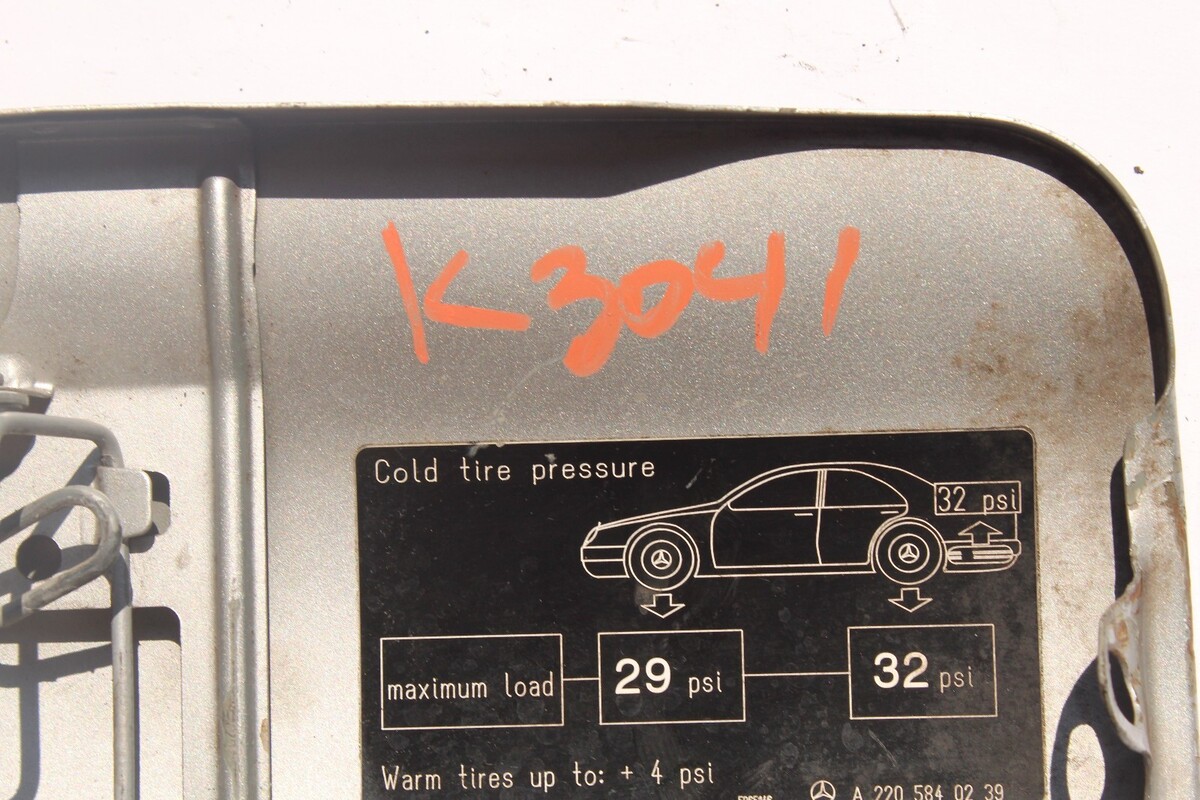 K3041
Cold tire pressure
32 psi
maximum load
29 psi
32 psi
Warm tires up to: + 4 psi
A 220 584 02 39